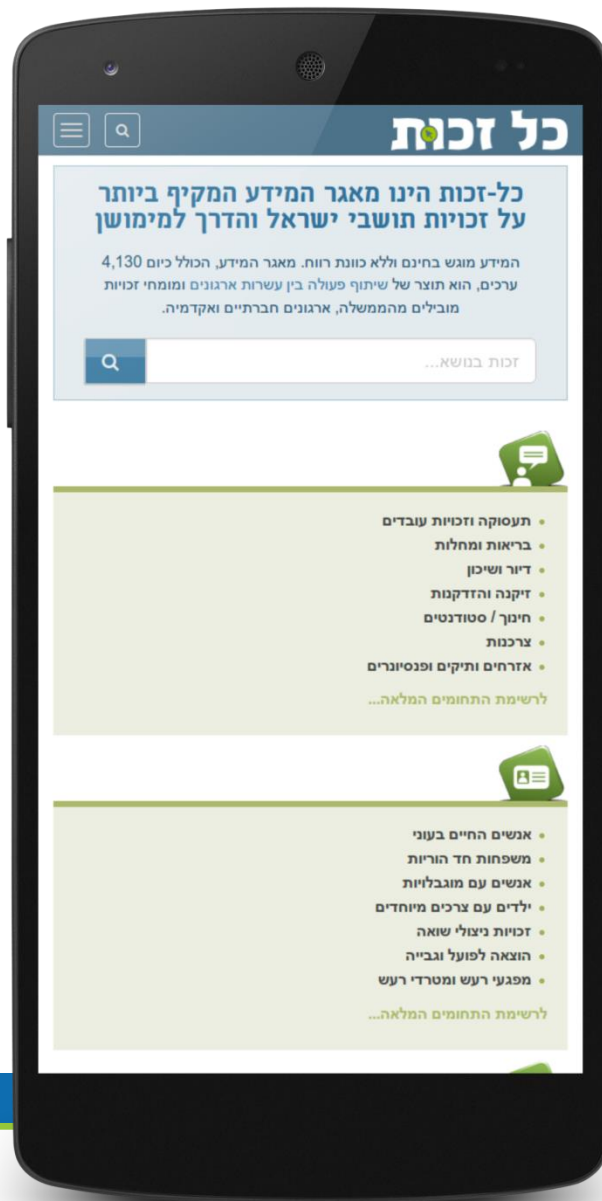 כל זכות
כל-זכות הינו מאגר המידע המקיף ביותר
על זכויות תושבי ישראל והדרך למימושן
המידע מוגש בחינם וללא כוונת רווח. מאגר המידע, הכולל כיום 4,130
ערכים, הוא תוצר של שיתוף פעולה בין עשרות ארגונים ומומחי זכויות
מובילים מהממשלה, ארגונים חברתיים ואקדמיה.
זכות בנושא...
תעסוקה וזכויות עובדים
בריאות ומחלות
דיור ושיכון
זיקנה והזדקנות
חינוך / סטודנטים
צרכנות
אזרחים ותיקים ופנסיונרים
לרשימת התחומים המלאה...
אנשים החיים בעוני
משפחות חד הוריות
אנשים עם מוגבלויות
ילדים עם צרכים מיוחדים
זכויות ניצולי שואה
הוצאה לפועל וגבייה
מפגעי רעש ומטרדי רעש
לרשימת התחומים המלאה...